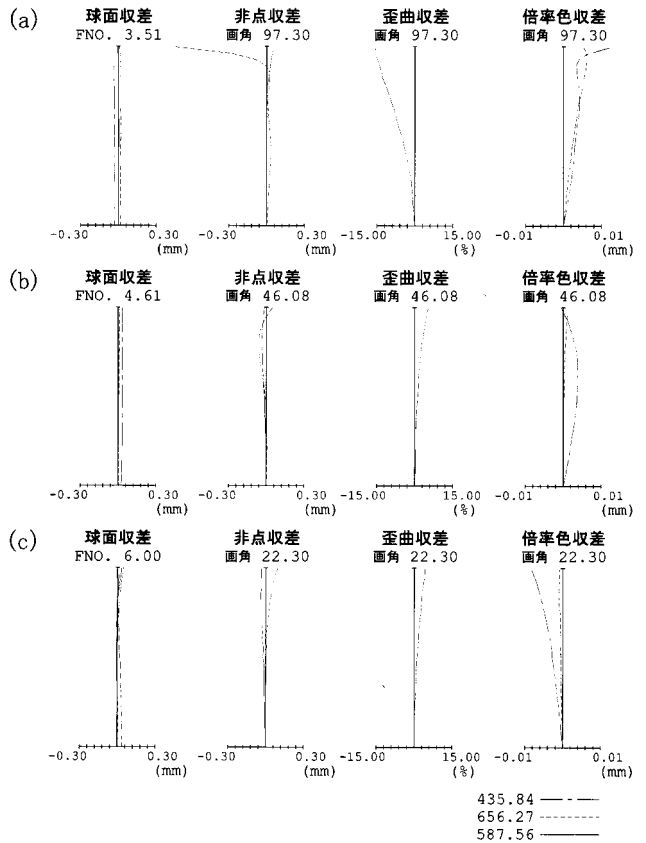 (a)
球面収差 非点収差 歪曲収差 倍率色収差
FNO. 3.51 画角 97.30 画角 97.30 画角 97.30
-0.30 0.30 -0.30 0.30 -15.00 15.00 -0.01 0.01
(mm) (mm) (%) (mm)
(b)
球面収差 非点収差 歪曲収差 倍率色収差
FNO. 4.61 画角 46.08 画角 46.08 画角 46.08
-0.30 0.30 -0.30 0.30 -15.00 15.00 -0.01 0.01
(mm) (mm) (%) (mm)
(c)
球面収差 非点収差 歪曲収差 倍率色収差
FNO. 6.00 画角 22.30 画角 22.30 画角 22.30
-0.30 0.30 -0.30 0.30 -15.00 15.00 -0.01 0.01
(mm) (mm) (%) (mm)
435.84
656.27
587.56